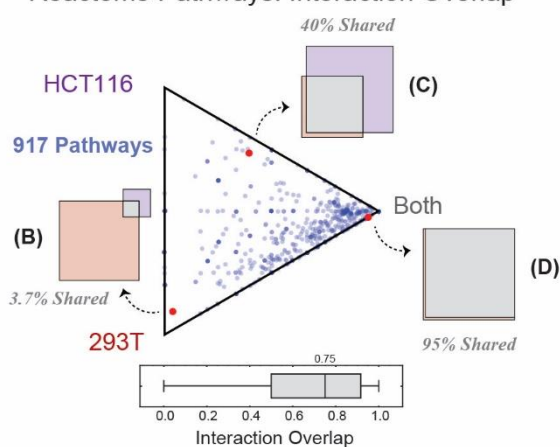 40% Shared
HCT116
(C)
917 Pathways
Both
(B)
(D)
3.7% Shared
293T
95% Shared
0.75
0.0 0.2 0.4 0.6 0.8 1.0
Interaction Overlap